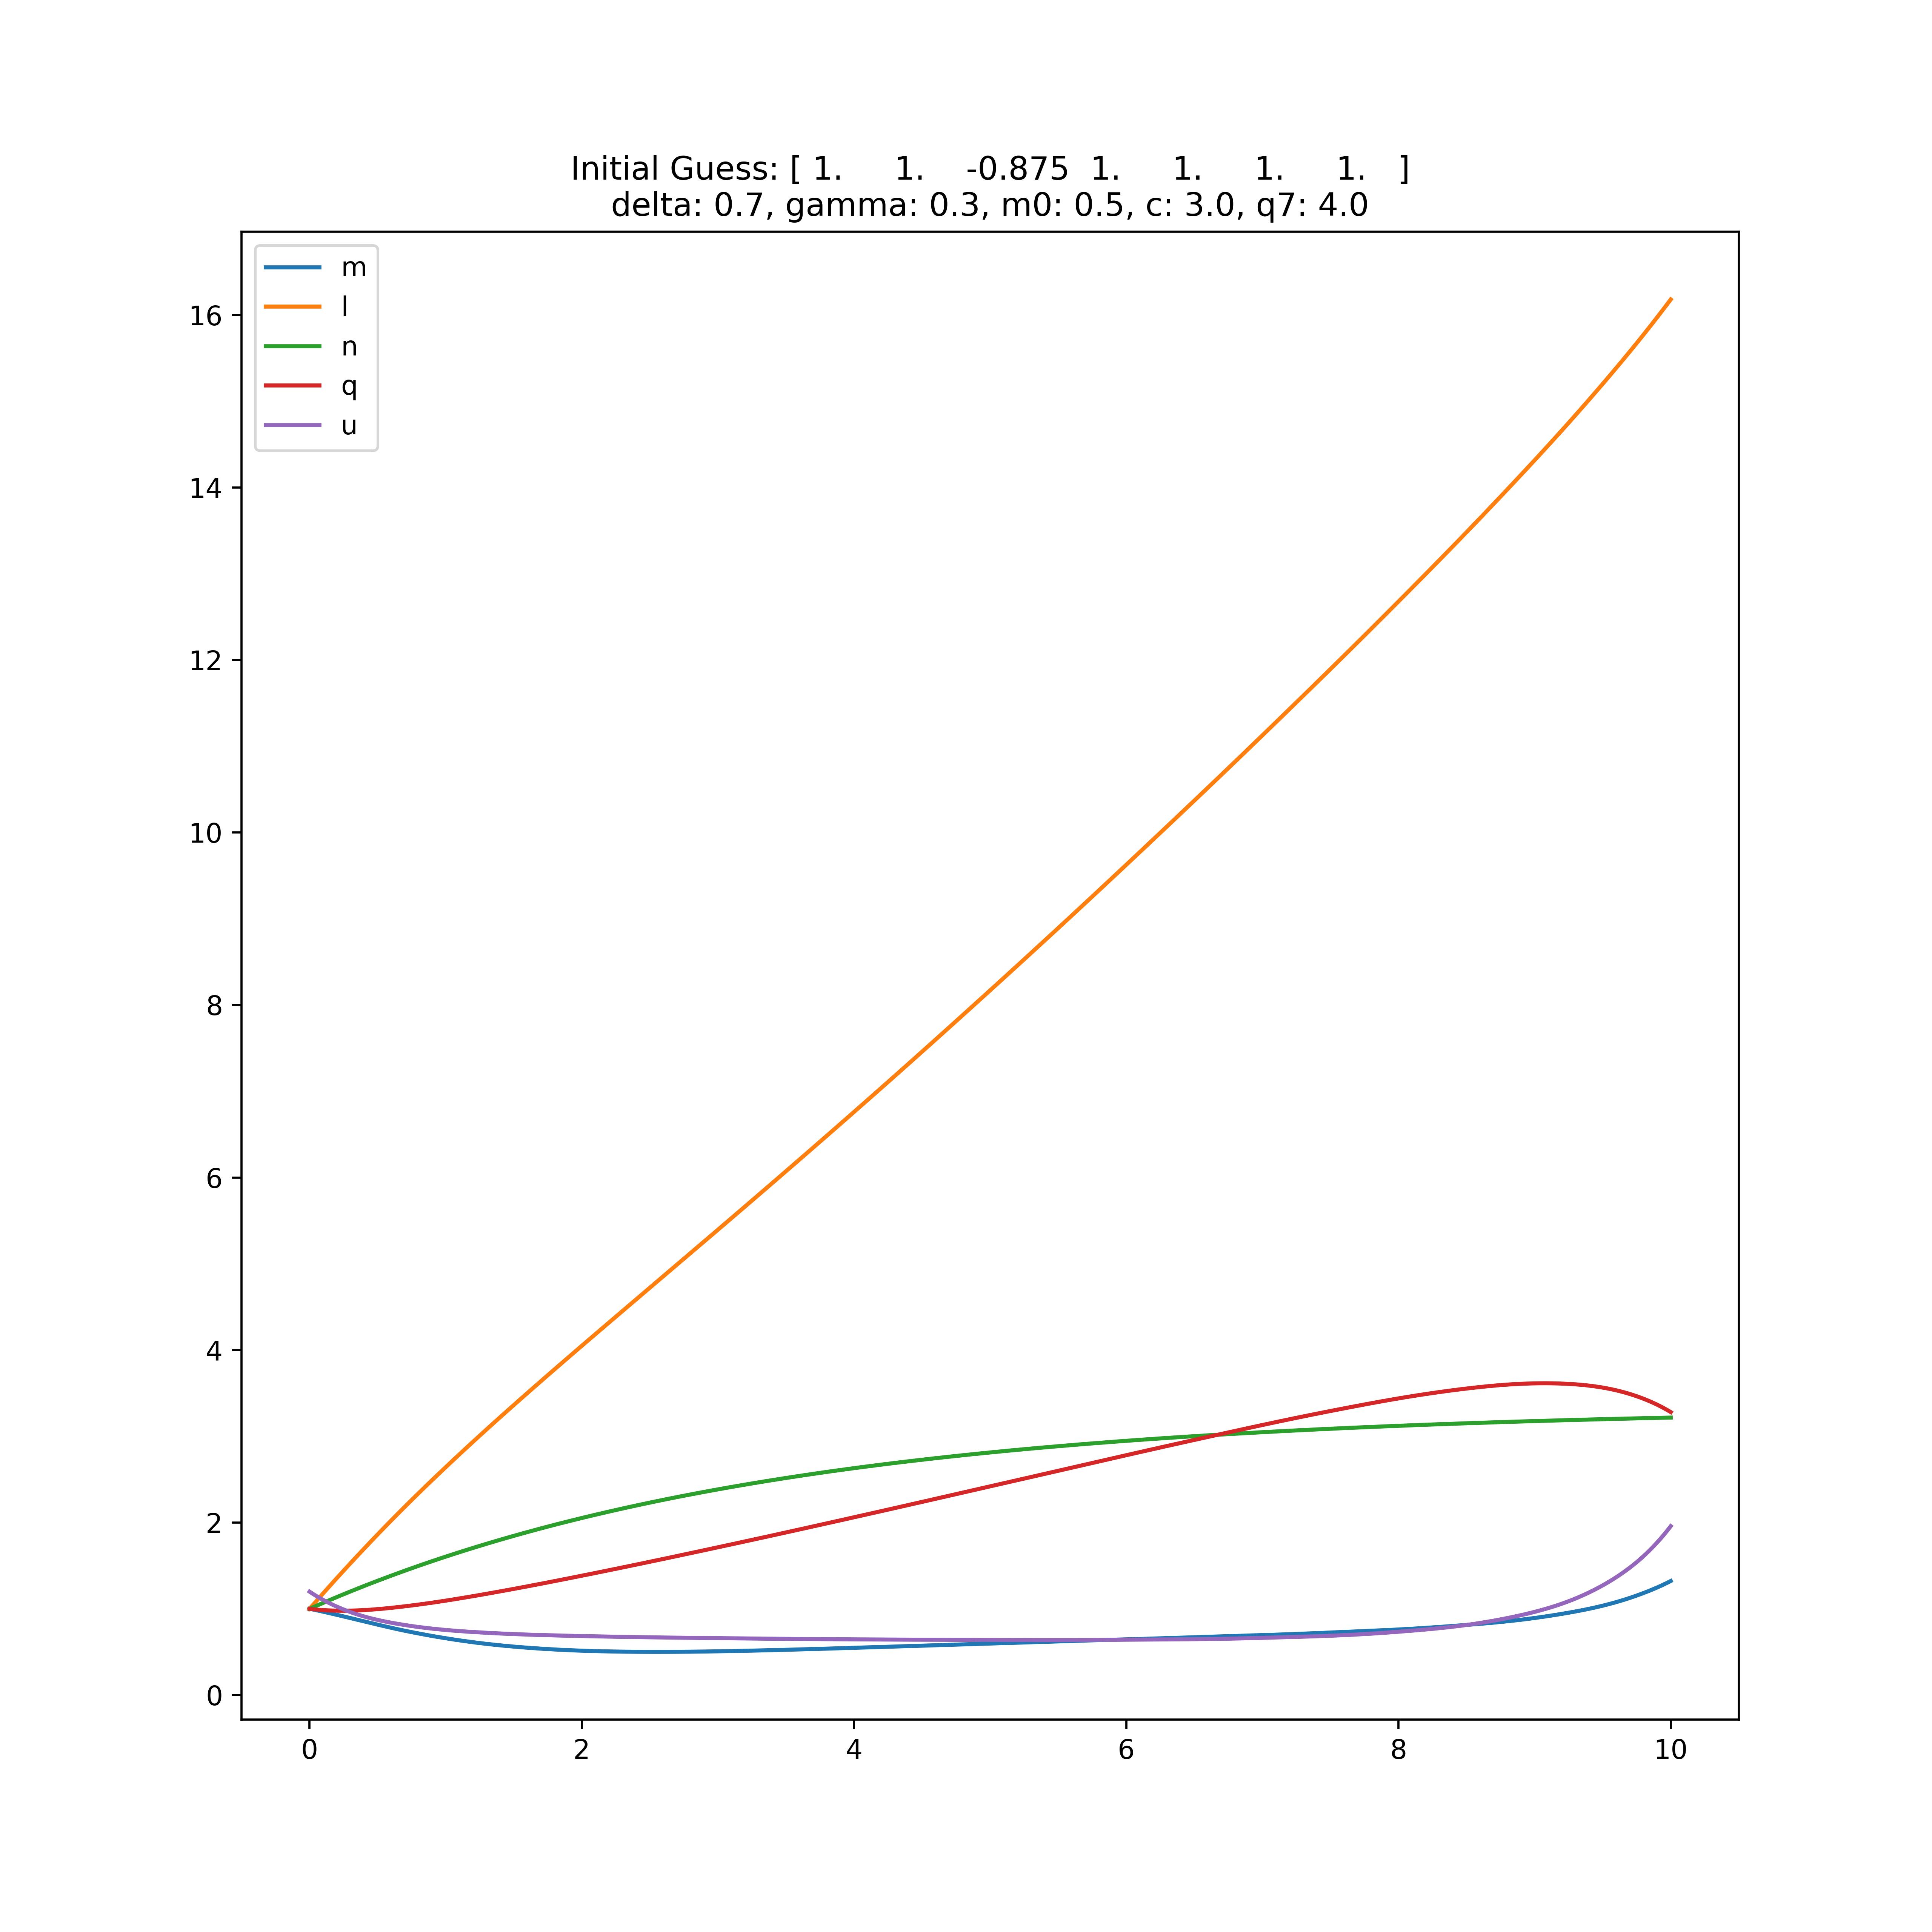 Initial Guess: [ 1. 1. -0.875 1. 1. 1. 1. ]
delta: 0.7, gamma: 0.3, m0: 0.5, c: 3.0, q7: 4.0
m
l
n
q
u
16
14
12
10
8
6
4
2
0
0 2 4 6 8 10